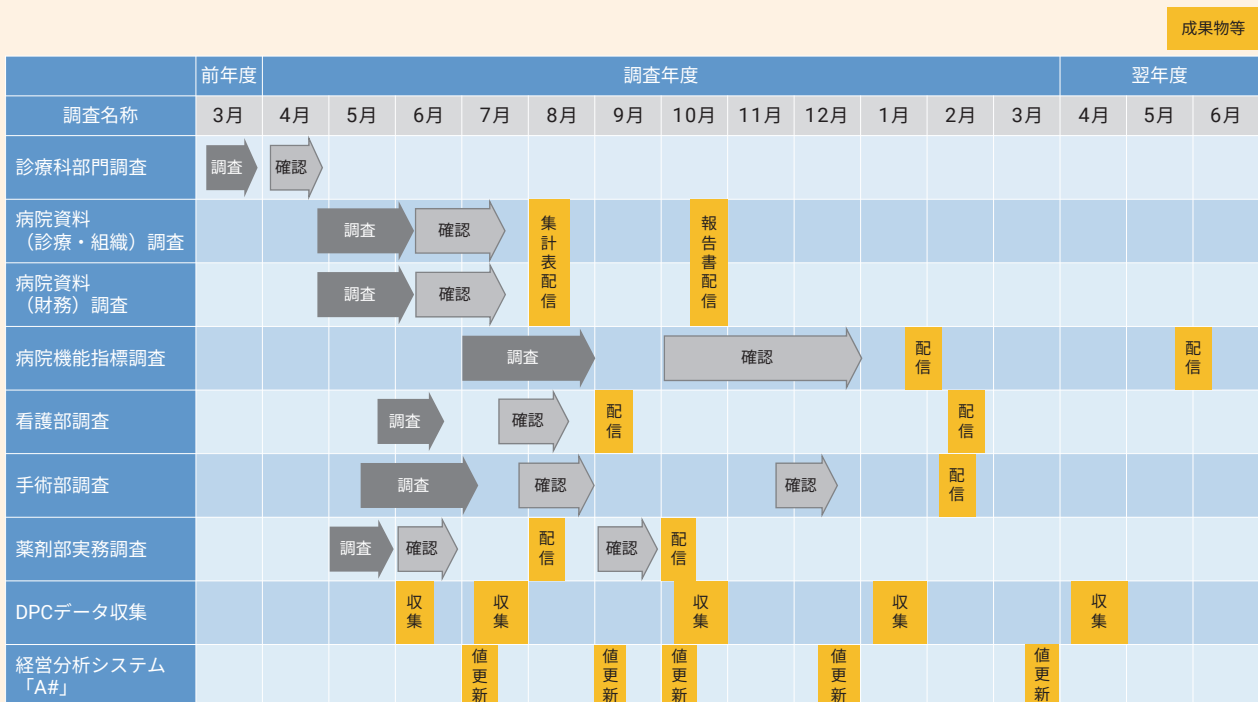 成果物等
前年度 調査年度 翌年度
調査名称 3月 4月 5月 6月 7月 8月 9月 10月 11月 12月 1月 2月 3月 4月 5月 6月
診療科部門調査 調査 確認
病院資料
（診療・組織）調査 調査 確認
病院資料
（財務）調査 調査 確認
集計表配信 報告書配信
病院機能指標調査 調査 確認 配信 配信
看護部調査 調査 確認 配信 配信
手術部調査 調査 確認 確認 配信
薬剤部実務調査 調査 確認 配信 確認 配信
DPCデータ収集 収集 収集 収集 収集 収集
経営分析システム
「A#」 値更新 値更新 値更新 値更新 値更新